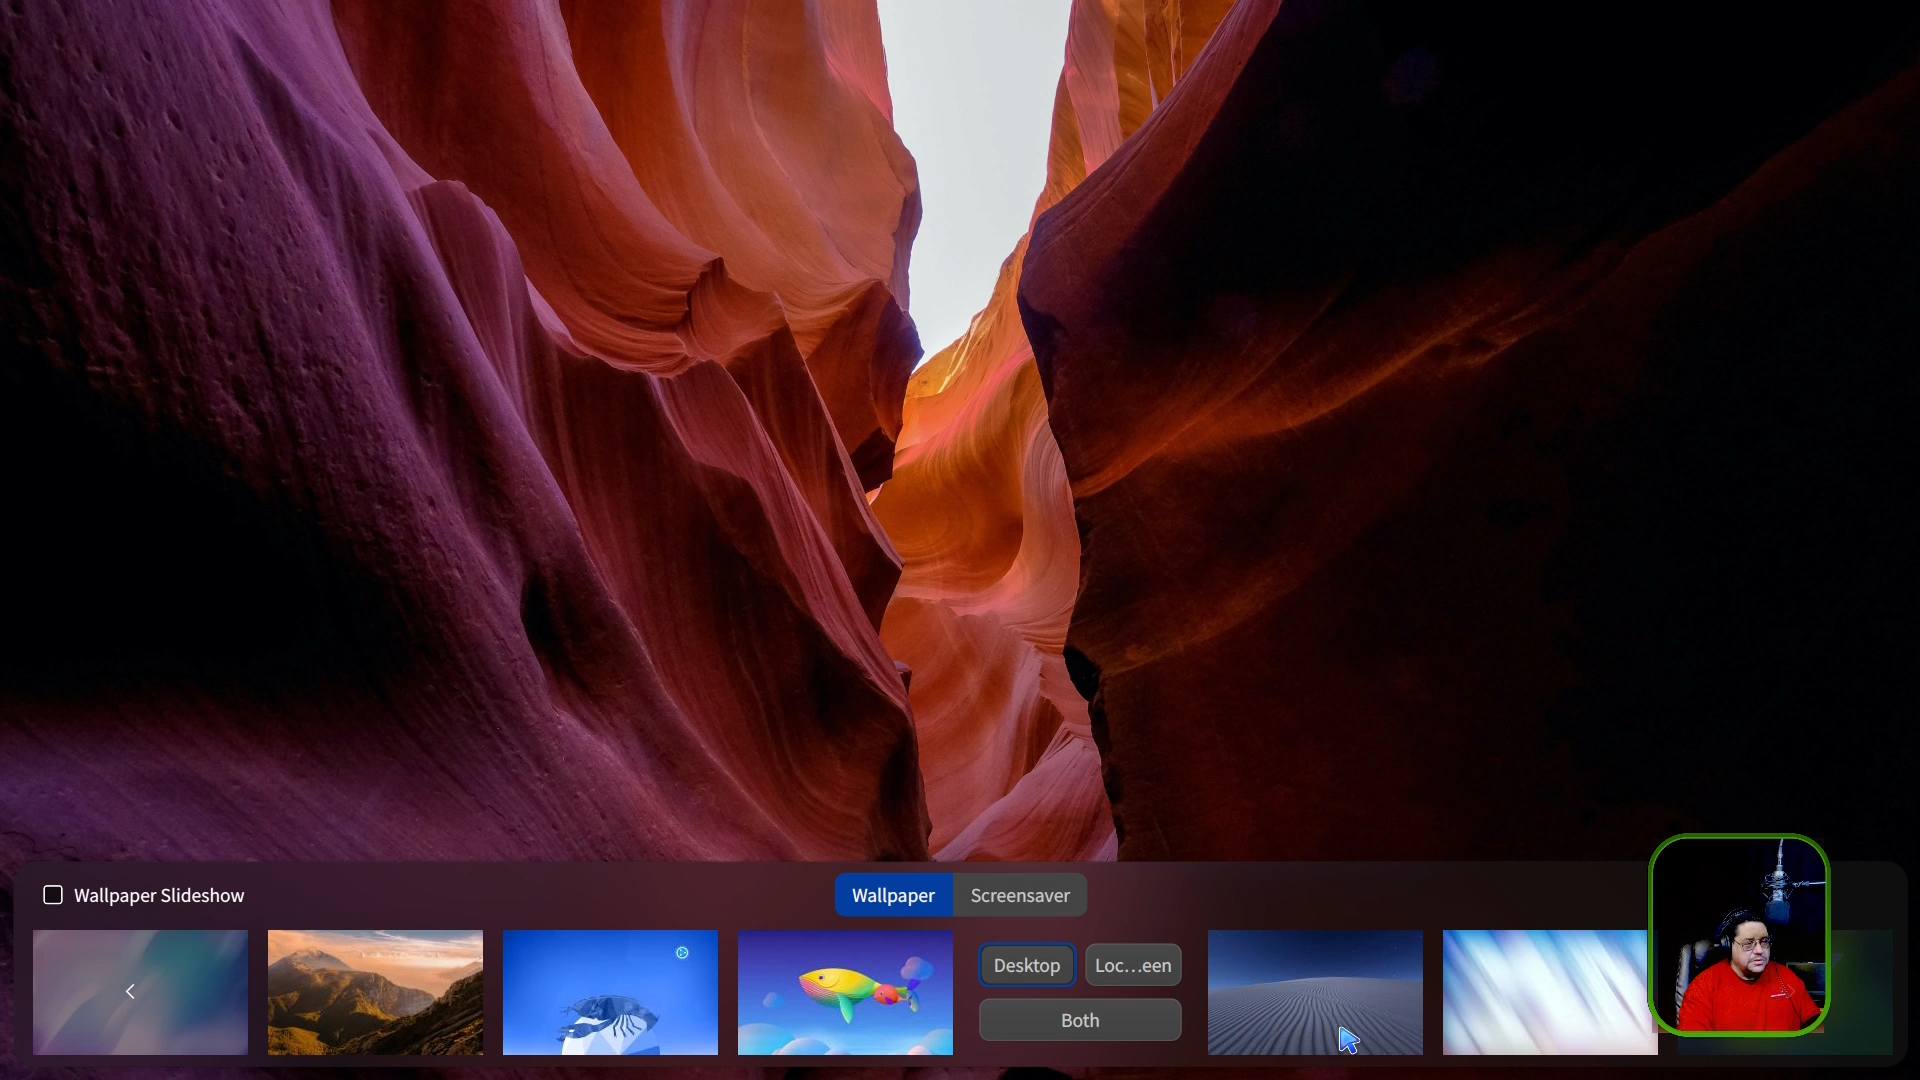 Wallpaper Slideshow
Wallpaper
Screensaver
Desktop
Loc...een
Both